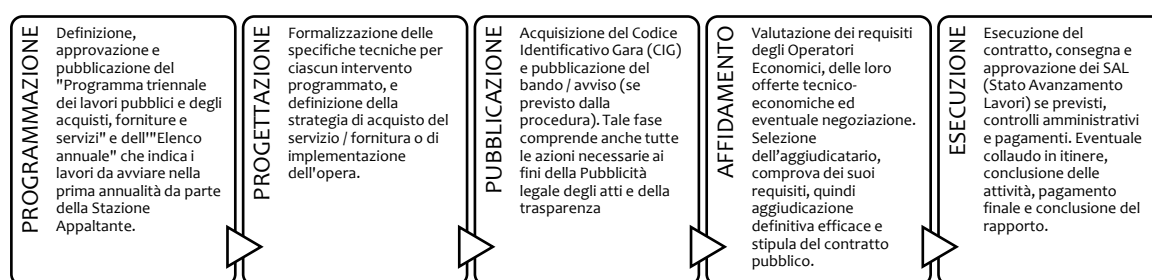 PROGRAMMAZIONE
Definizione,
approvazione e
pubblicazione del
"Programma triennale
dei lavori pubblici e degli
acquisti, forniture e
servizi" e dell'"Elenco
annuale" che indica i
lavori da avviare nella
prima annualità da parte
della Stazione
Appaltante.
PROGETTAZIONE
Formalizzazione delle
specifiche tecniche per
ciascun intervento
programmato, e
definizione della
strategia di acquisto del
servizio / fornitura o di
implementazione
dell'opera.
PUBBLICAZIONE
Acquisizione del Codice
Identificativo Gara (CIG)
e pubblicazione del
bando / avviso (se
previsto dalla
procedura). Tale fase
comprende anche tutte
le azioni necessarie ai
fini della Pubblicità
legale degli atti e della
trasparenza
AFFIDAMENTO
Valutazione dei requisiti
degli Operatori
Economici, delle loro
offerte tecnico-
economiche ed
eventuale negoziazione.
Selezione
dell’aggiudicatario,
comprova dei suoi
requisiti, quindi
aggiudicazione
definitiva efficace e
stipula del contratto
pubblico.
ESECUZIONE
Esecuzione del
contratto, consegna e
approvazione dei SAL
(Stato Avanzamento
Lavori) se previsti,
controlli amministrativi
e pagamenti. Eventuale
collaudo in itinere,
conclusione delle
attività, pagamento
finale e conclusione del
rapporto.